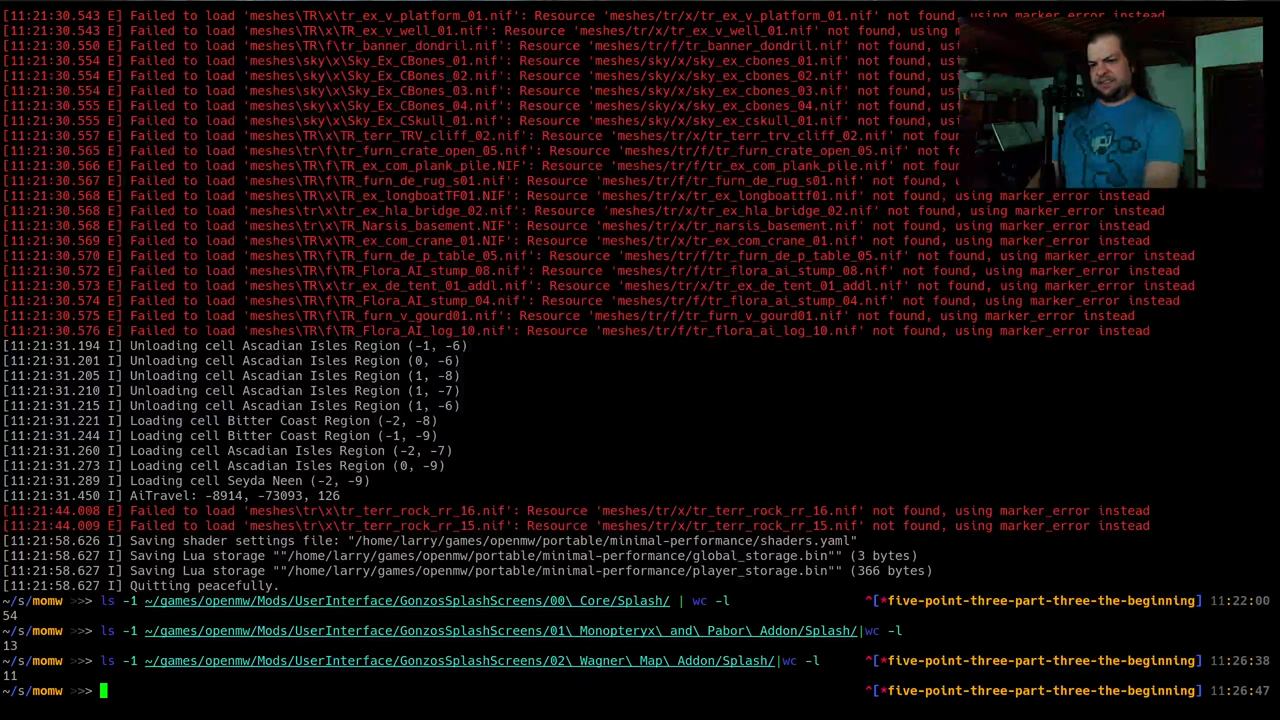 [11:21:30.543 E] Failed to load 'meshes\TR\x\tr_ex_v_platform_01.nif': Resource 'meshes/tr/x/tr_ex_v_platform_01.nif' not found, using marker_error instead
[11:21:30.543 E] Failed to load 'meshes\TR\x\tr_ex_v_well_01.nif': Resource 'meshes/tr/x/tr_ex_v_well_01.nif' not found, using
[11:21:30.550 E] Failed to load 'meshes\TR\f\tr_banner_dondril.nif': Resource 'meshes/tr/f/tr_banner_dondril.nif' not found,
[11:21:30.554 E] Failed to load 'meshes\sky\x\Sky_Ex_CBones_01.nif': Resource 'meshes/sky/x/sky_ex_cbones_01.nif' not found,
[11:21:30.554 E] Failed to load 'meshes\sky\x\Sky_Ex_CBones_02.nif': Resource 'meshes/sky/x/sky_ex_cbones_02.nif' not found,
[11:21:30.554 E] Failed to load 'meshes\sky\x\Sky_Ex_CBones_03.nif': Resource 'meshes/sky/x/sky_ex_cbones_03.nif' not found,
[11:21:30.555 E] Failed to load 'meshes\sky\x\Sky_Ex_CBones_04.nif': Resource 'meshes/sky/x/sky_ex_cbones_04.nif' not found,
[11:21:30.555 E] Failed to load 'meshes\sky\x\Sky_Ex_CSkull_01.nif': Resource 'meshes/sky/x/sky_ex_cskull_01.nif' not found,
[11:21:30.557 E] Failed to load 'meshes\TR\x\TR_terr_TRV_cliff_02.nif': Resource 'meshes/tr/x/tr_terr_trv_cliff_02.nif' not
[11:21:30.565 E] Failed to load 'meshes\tr\f\tr_furn_crate_open_05.nif': Resource 'meshes/tr/f/tr_furn_crate_open_05.nif' not
[11:21:30.566 E] Failed to load 'meshes\TR\x\TR_ex_com_plank_pile.NIF': Resource 'meshes/tr/x/tr_ex_com_plank_pile.nif' not
[11:21:30.567 E] Failed to load 'meshes\TR\f\TR_furn_de_rug_s01.nif': Resource 'meshes/tr/f/tr_furn_de_rug_s01.nif' not found,
[11:21:30.568 E] Failed to load 'meshes\TR\x\TR_ex_longboatTF01.NIF': Resource 'meshes/tr/x/tr_ex_longboattf01.nif' not found, using marker_error instead
[11:21:30.568 E] Failed to load 'meshes\tr\x\tr_ex_hla_bridge_02.nif': Resource 'meshes/tr/x/tr_ex_hla_bridge_02.nif' not found, using marker_error instead
[11:21:30.568 E] Failed to load 'meshes\TR\x\TR_Narsis_basement.NIF': Resource 'meshes/tr/x/tr_narsis_basement.nif' not found, using marker_error instead
[11:21:30.569 E] Failed to load 'meshes\TR\x\TR_ex_com_crane_01.NIF': Resource 'meshes/tr/x/tr_ex_com_crane_01.nif' not found, using marker_error instead
[11:21:30.570 E] Failed to load 'meshes\TR\f\TR_furn_de_p_table_05.nif': Resource 'meshes/tr/f/tr_furn_de_p_table_05.nif' not found, using marker_error instead
[11:21:30.572 E] Failed to load 'meshes\TR\f\TR_Flora_AI_stump_08.nif': Resource 'meshes/tr/f/tr_flora_ai_stump_08.nif' not found, using marker_error instead
[11:21:30.573 E] Failed to load 'meshes\TR\x\tr_ex_de_tent_01_addl.nif': Resource 'meshes/tr/x/tr_ex_de_tent_01_addl.nif' not found, using marker_error instead
[11:21:30.574 E] Failed to load 'meshes\TR\f\TR_Flora_AI_stump_04.nif': Resource 'meshes/tr/f/tr_flora_ai_stump_04.nif' not found, using marker_error instead
[11:21:30.575 E] Failed to load 'meshes\TR\f\TR_furn_v_gourd01.nif': Resource 'meshes/tr/f/tr_furn_v_gourd01.nif' not found, using marker_error instead
[11:21:30.576 E] Failed to load 'meshes\TR\f\TR_Flora_AI_log_10.nif': Resource 'meshes/tr/f/tr_flora_ai_log_10.nif' not found, using marker_error instead
[11:21:31.194 I] Unloading cell Ascadian Isles Region (-1, -6)
[11:21:31.201 I] Unloading cell Ascadian Isles Region (0, -6)
[11:21:31.205 I] Unloading cell Ascadian Isles Region (1, -8)
[11:21:31.210 I] Unloading cell Ascadian Isles Region (1, -7)
[11:21:31.215 I] Unloading cell Ascadian Isles Region (1, -6)
[11:21:31.221 I] Loading cell Bitter Coast Region (-2, -8)
[11:21:31.244 I] Loading cell Bitter Coast Region (-1, -9)
[11:21:31.260 I] Loading cell Ascadian Isles Region (-2, -7)
[11:21:31.273 I] Loading cell Ascadian Isles Region (0, -9)
[11:21:31.289 I] Loading cell Seyda Neen (-2, -9)
[11:21:31.450 I] AiTravel: -8914, -73093, 126
[11:21:44.008 E] Failed to load 'meshes\tr\x\tr_terr_rock_rr_16.nif': Resource 'meshes/tr/x/tr_terr_rock_rr_16.nif' not found, using marker_error instead
[11:21:44.009 E] Failed to load 'meshes\tr\x\tr_terr_rock_rr_15.nif': Resource 'meshes/tr/x/tr_terr_rock_rr_15.nif' not found, using marker_error instead
[11:21:58.626 I] Saving shader settings file: "/home/larry/games/openmw/portable/minimal-performance/shaders.yaml"
[11:21:58.627 I] Saving Lua storage ""/home/larry/games/openmw/portable/minimal-performance/global_storage.bin"" (3 bytes)
[11:21:58.627 I] Saving Lua storage ""/home/larry/games/openmw/portable/minimal-performance/player_storage.bin"" (366 bytes)
[11:21:58.627 I] Quitting peacefully.
~/s/momw >>> ls -1 ~/games/openmw/Mods/UserInterface/GonzosSplashScreens/00\ Core/Splash/ | wc -l ^[*five-point-three-part-three-the-beginning] 11:22:00
54
~/s/momw >>> ls -1 ~/games/openmw/Mods/UserInterface/GonzosSplashScreens/01\ Monopteryx\ and\ Pabor\ Addon/Splash/|wc -l ^[*five-point-three-part-three-the-beginning] 11:26:27
13
~/s/momw >>> ls -1 ~/games/openmw/Mods/UserInterface/GonzosSplashScreens/02\ Wagner\ Map\ Addon/Splash/|wc -l ^[*five-point-three-part-three-the-beginning] 11:26:38
11
~/s/momw >>> ^[*five-point-three-part-three-the-beginning] 11:26:47